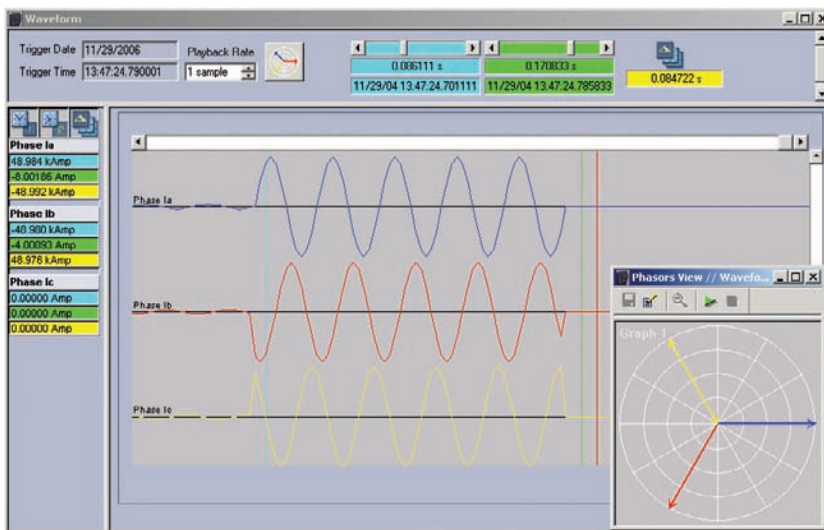 Waveform
Trigger Date 11/29/2006
Trigger Time 13:47:24.790001
Playback Rate
1 sample
0.086111 s
11/29/04 13:47:24.701111
0.170833 s
11/29/04 13:47:24.785833
0.084722 s
Phase Ia
48.984 kAmp
-8.00186 Amp
-48.992 kAmp
Phase Ib
-48.980 kAmp
-4.00093 Amp
48.976 kAmp
Phase Ic
0.00000 Amp
0.00000 Amp
0.00000 Amp
Phase Ia
Phase Ib
Phase Ic
Phasors View // Wavefo...
Graph 1